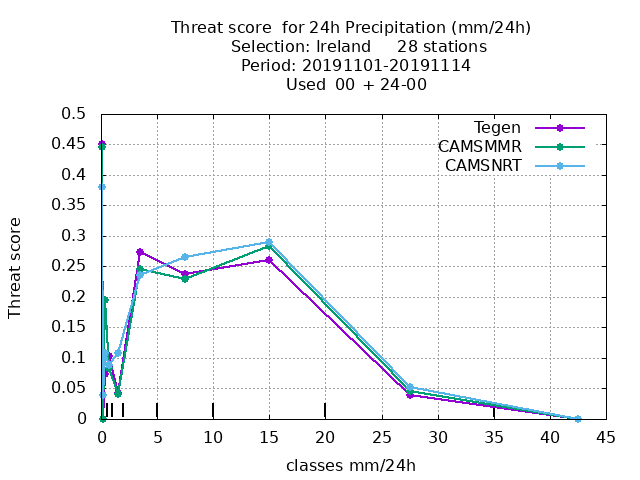 Threat score  for 24h Precipitation (mm/24h)
Selection: Ireland     28 stations
Period: 20191101-20191114
Used  00 + 24-00
0.5
0.45
0.4
0.35
0.3
0.25
0.2
0.15
0.1
0.05
0
Threat score
Tegen
CAMSMMR
CAMSNRT
0 5 10 15 20 25 30 35 40 45
classes mm/24h